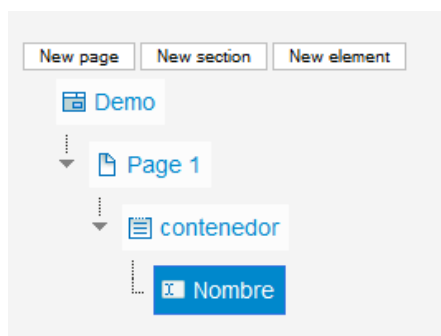 New page New section New element
Demo
Page 1
contenedor
Nombre